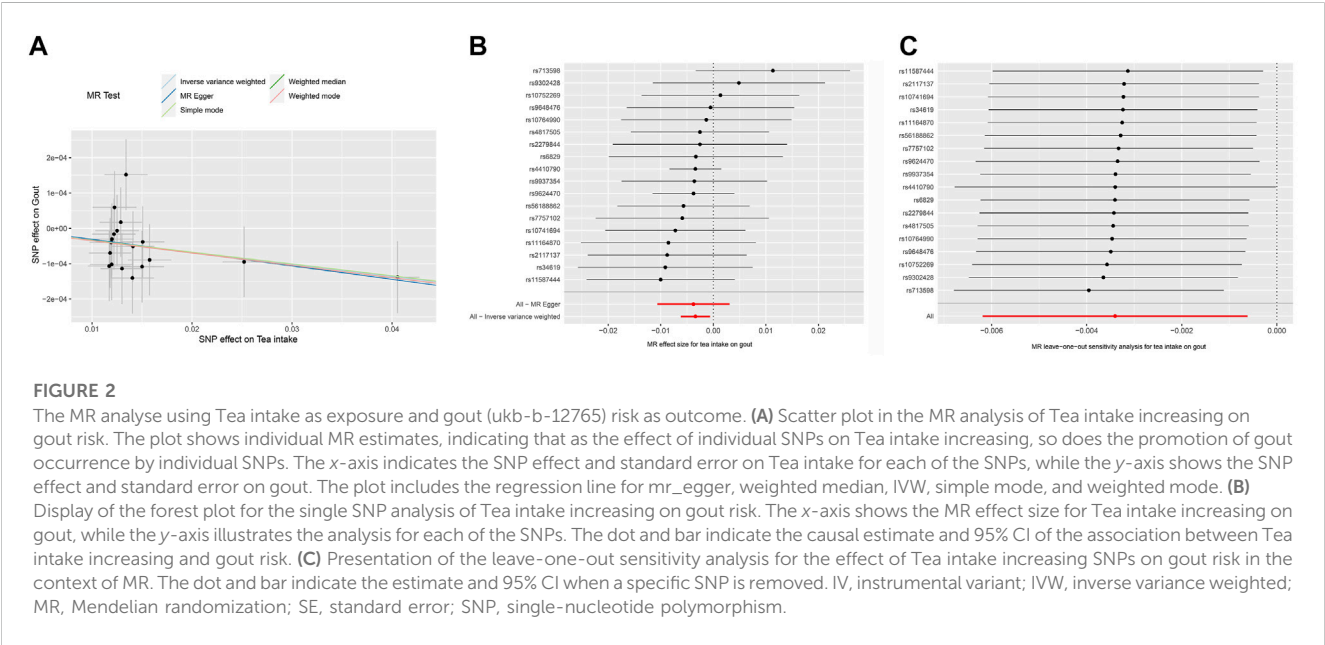 A
MR Test
Inverse variance weighted
MR Egger
Simple mode
Weighted median
Weighted mode
SNP effect on Gout
2e−04
1e−04
0e+00
−1e−04
−2e−04
0.01
0.02
0.03
0.04
SNP effect on Tea intake
B
rs713598
rs9302428
rs10752269
rs9648476
rs10764990
rs4817505
rs2279844
rs6829
rs4410790
rs9937354
rs9624470
rs56188862
rs7757102
rs10741694
rs11164870
rs2117137
rs34619
rs11587444
All − MR Egger
All − Inverse variance weighted
−0.02
−0.01
0.00
0.01
0.02
MR effect size for tea intake on gout
C
rs11587444
rs2117137
rs10741694
rs34619
rs11164870
rs56188862
rs7757102
rs9624470
rs9937354
rs4410790
rs6829
rs2279844
rs4817505
rs10764990
rs9648476
rs10752269
rs9302428
rs713598
All
−0.006
−0.004
−0.002
0.000
MR leave−one−out sensitivity analysis for tea intake on gout
FIGURE 2
The MR analyse using Tea intake as exposure and gout (ukb-b-12765) risk as outcome. (A) Scatter plot in the MR analysis of Tea intake increasing on
gout risk. The plot shows individual MR estimates, indicating that as the effect of individual SNPs on Tea intake increasing, so does the promotion of gout
occurrence by individual SNPs. The x-axis indicates the SNP effect and standard error on Tea intake for each of the SNPs, while the y-axis shows the SNP
effect and standard error on gout. The plot includes the regression line for mr_egger, weighted median, IVW, simple mode, and weighted mode. (B)
Display of the forest plot for the single SNP analysis of Tea intake increasing on gout risk. The x-axis shows the MR effect size for Tea intake increasing on
gout, while the y-axis illustrates the analysis for each of the SNPs. The dot and bar indicate the causal estimate and 95% CI of the association between Tea
intake increasing and gout risk. (C) Presentation of the leave-one-out sensitivity analysis for the effect of Tea intake increasing SNPs on gout risk in the
context of MR. The dot and bar indicate the estimate and 95% CI when a specific SNP is removed. IV, instrumental variant; IVW, inverse variance weighted;
MR, Mendelian randomization; SE, standard error; SNP, single-nucleotide polymorphism.